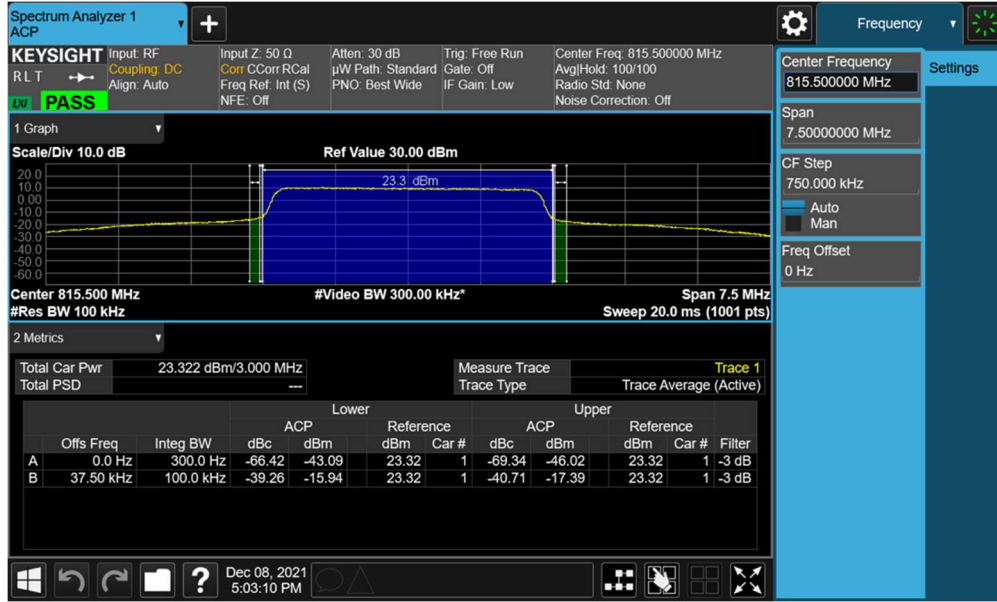 Spectrum Analyzer 1
ACP
Frequency
KEYSIGHT
RLT
LXI
PASS
Input: RF
Coupling: DC
Align: Auto
Input Z: 50 Ω
Corr CCorr RCal
Freq Ref: Int (S)
NFE: Off
Atten: 30 dB
µW Path: Standard
PNO: Best Wide
Trig: Free Run
Gate: Off
IF Gain: Low
Center Freq: 815.500000 MHz
Avg|Hold: 100/100
Radio Std: None
Noise Correction: Off
Center Frequency
815.500000 MHz
Settings
Span
7.50000000 MHz
CF Step
750.000 kHz
Auto
Man
Freq Offset
0 Hz
1 Graph
Scale/Div 10.0 dB
Ref Value 30.00 dBm
20.0
10.0
0.00
-10.0
-20.0
-30.0
-40.0
-50.0
-60.0
23.3 dBm
Center 815.500 MHz
#Video BW 300.00 kHz*
Span 7.5 MHz
#Res BW 100 kHz
Sweep 20.0 ms (1001 pts)
2 Metrics
Total Car Pwr 23.322 dBm/3.000 MHz
Total PSD ---
Measure Trace Trace 1
Trace Type Trace Average (Active)
Lower Upper
ACP Reference ACP Reference
Offs Freq Integ BW dBc dBm dBm Car # dBc dBm dBm Car # Filter
A 0.0 Hz 300.0 Hz -66.42 -43.09 23.32 1 -69.34 -46.02 23.32 1 -3 dB
B 37.50 kHz 100.0 kHz -39.26 -15.94 23.32 1 -40.71 -17.39 23.32 1 -3 dB
?
Dec 08, 2021
5:03:10 PM